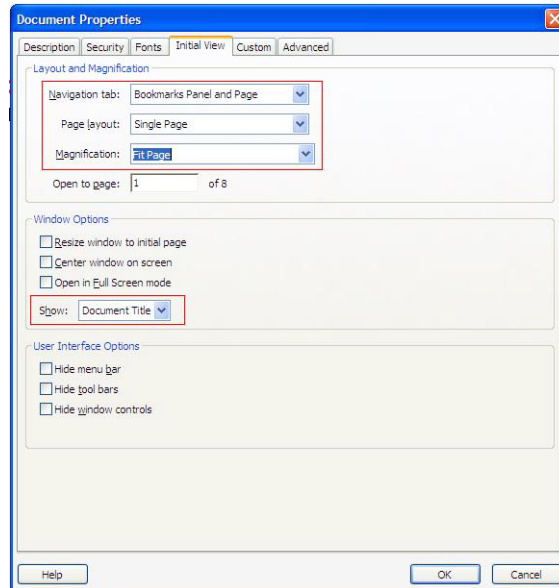 Document Properties
Description Security Fonts Initial View Custom Advanced
Layout and Magnification
Navigation tab: Bookmarks Panel and Page
Page layout: Single Page
Magnification: Fit Page
Open to page: 1 of 8
Window Options
Resize window to initial page
Center window on screen
Open in Full Screen mode
Show: Document Title
User Interface Options
Hide menu bar
Hide tool bars
Hide window controls
Help OK Cancel